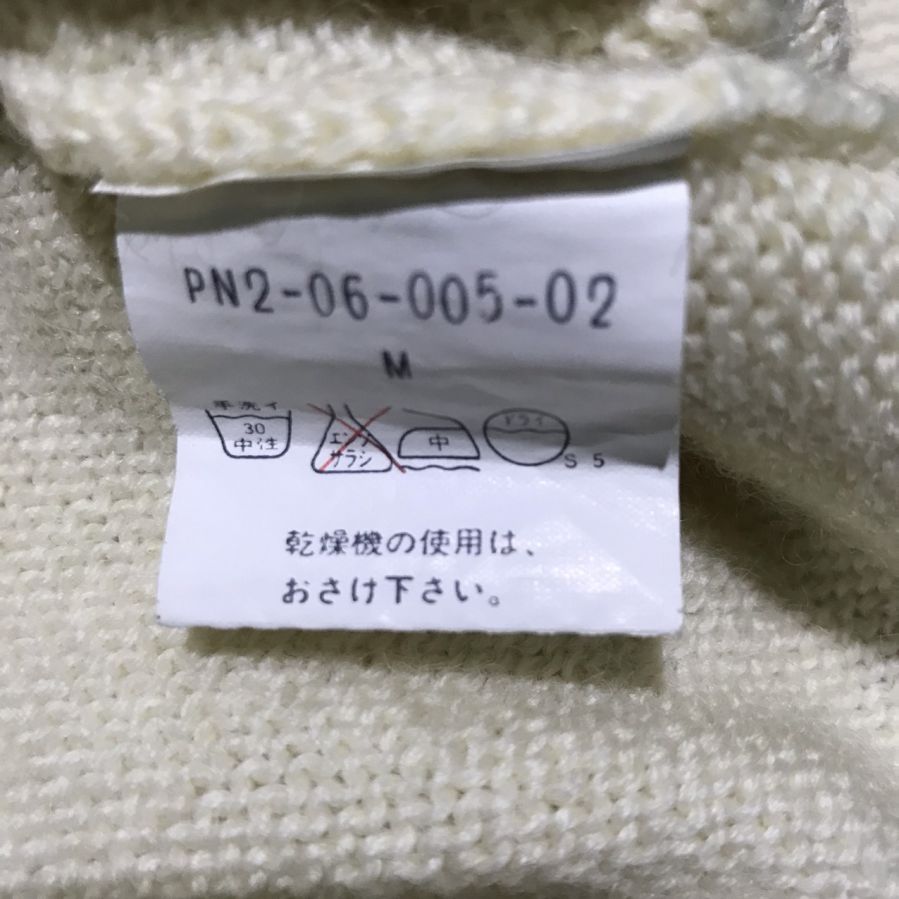 PN2-06-005-02
M
手洗イ
30
中性
エンソ
サラシ
中
ドライ
S 5
乾燥機の使用は、
おさけ下さい。